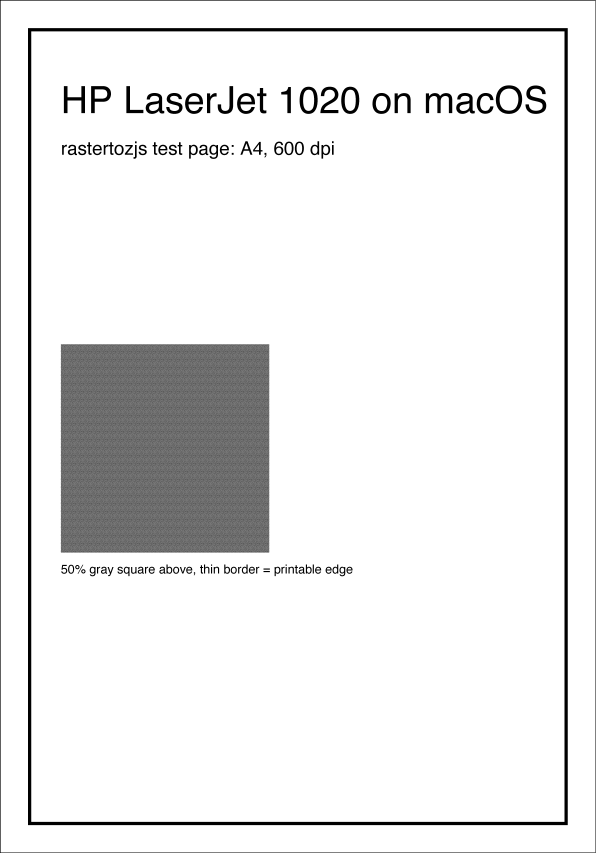 HP LaserJet 1020 on macOS
rastertozjs test page: A4, 600 dpi
50% gray square above, thin border = printable edge